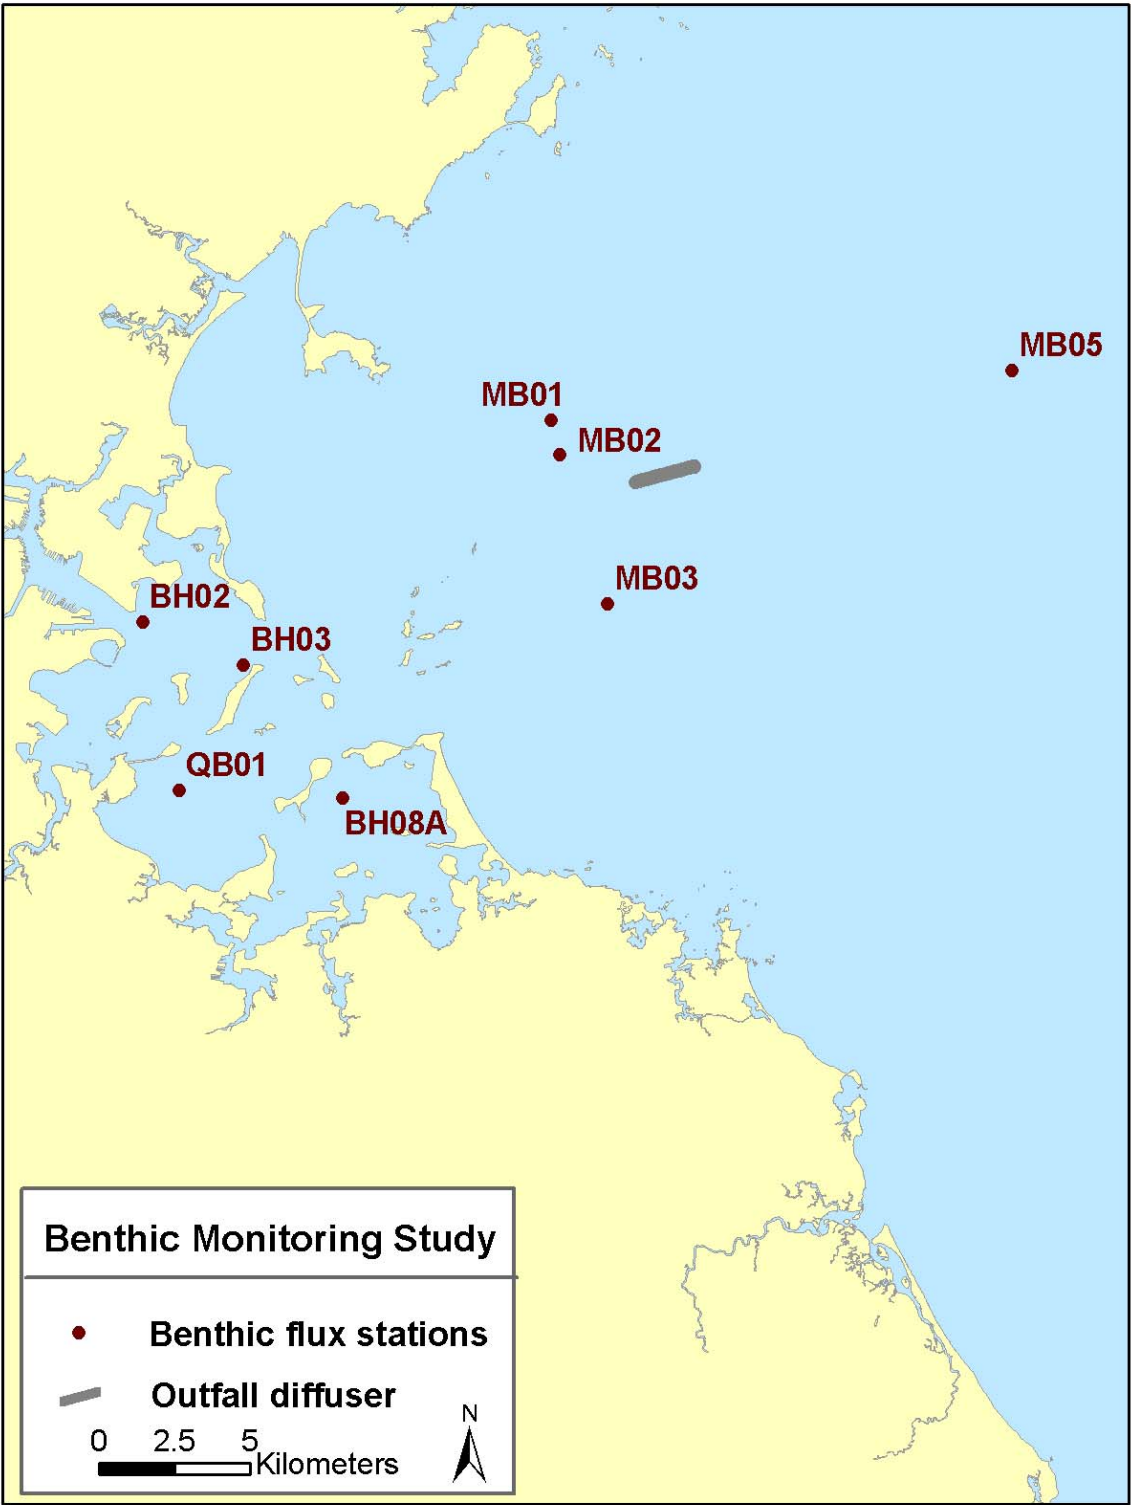 MB05
MB01
MB02
MB03
BH02
BH03
QB01
BH08A
Benthic Monitoring Study
Benthic flux stations
Outfall diffuser
N
0 2.5 5
Kilometers